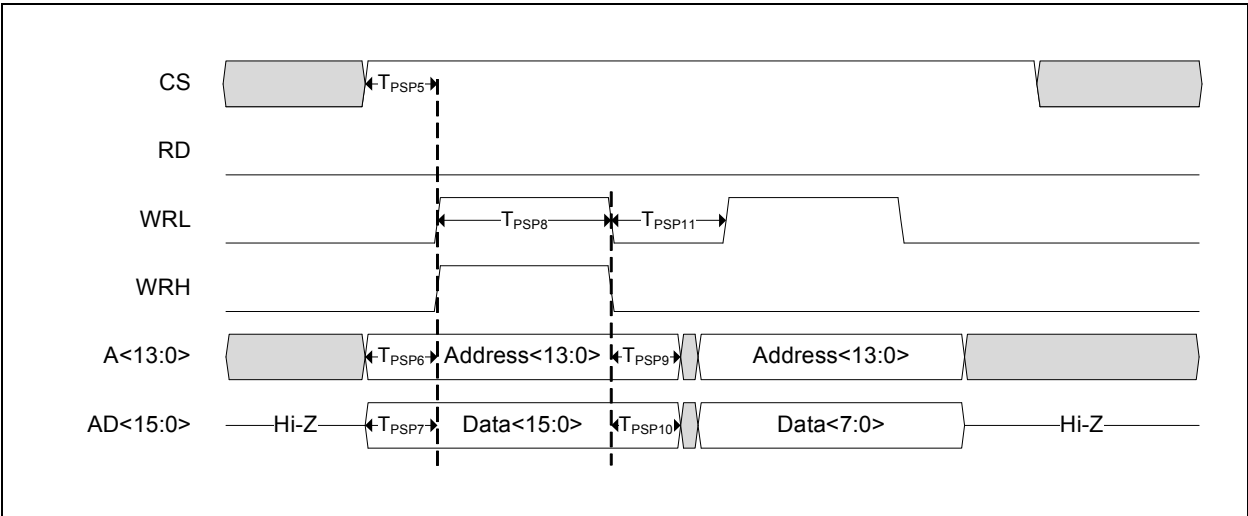 CS TPSP5
RD
WRL TPSP8 TPSP11
WRH
A<13:0> TPSP6 Address<13:0> TPSP9 Address<13:0>
AD<15:0> Hi-Z TPSP7 Data<15:0> TPSP10 Data<7:0> Hi-Z